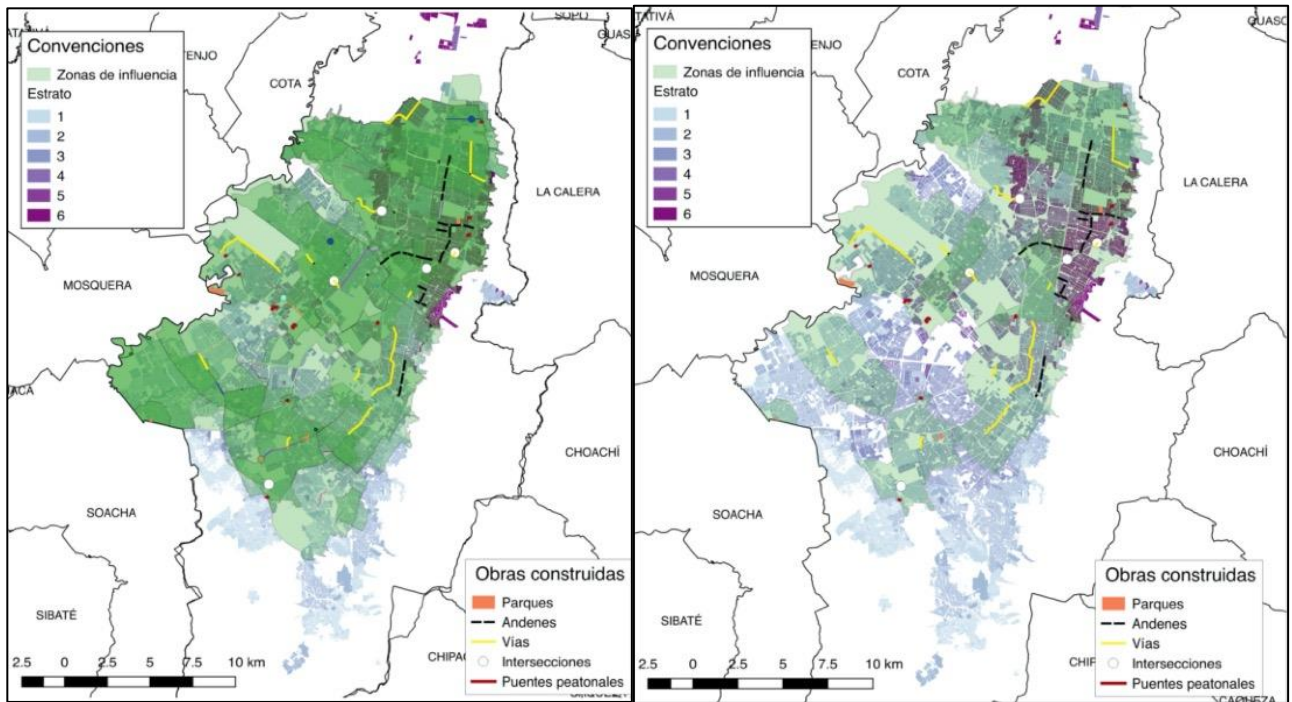 SOPÓ
GUAS
TENJO
COTA
Convenciones
Zonas de influencia
Estrato
1
2
3
4
5
6
LA CALERA
MOSQUERA
CHOACHÍ
SOACHA
SIBATÉ
Obras construidas
Parques
Andenes
Vías
Intersecciones
Puentes peatonales
2.5 0 2.5 5 7.5 10 km
TATIVÁ
GUASC
ENJO
COTA
Convenciones
Zonas de influencia
Estrato
1
2
3
4
5
6
LA CALERA
MOSQUERA
CHOACHÍ
SOACHA
SIBATÉ
Obras construidas
Parques
Andenes
Vías
Intersecciones
Puentes peatonales
2.5 0 2.5 5 7.5 10 km